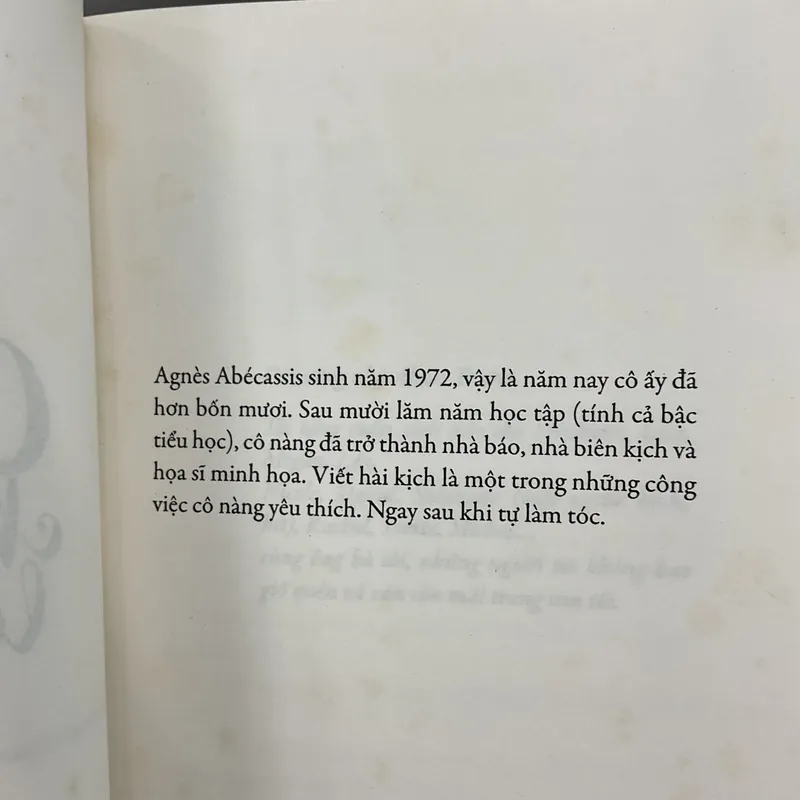 Agnès Abécassis sinh năm 1972, vậy là năm nay cô ấy đã
hơn bốn mươi. Sau mười lăm năm học tập (tính cả bậc
tiểu học), cô nàng đã trở thành nhà báo, nhà biên kịch và
họa sĩ minh họa. Viết hài kịch là một trong những công
việc cô nàng yêu thích. Ngay sau khi tự làm tóc.